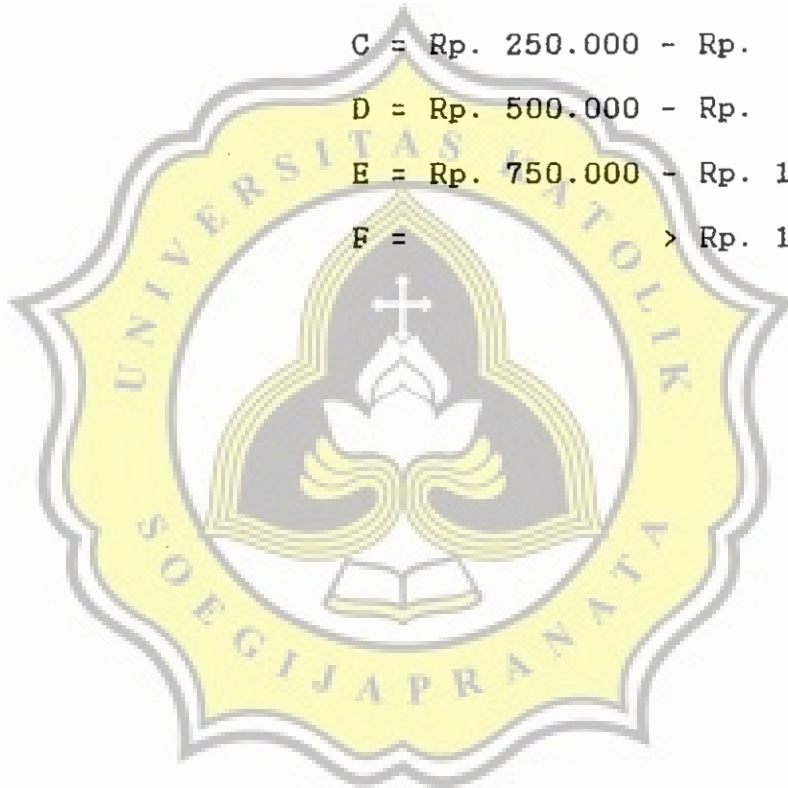 C = Rp. 250.000 - Rp.
D = Rp. 500.000 - Rp.
E = Rp. 750.000 - Rp. 1
F = > Rp. 1
UNIVERSITAS KATOLIK
SOEGIJAPRANATA